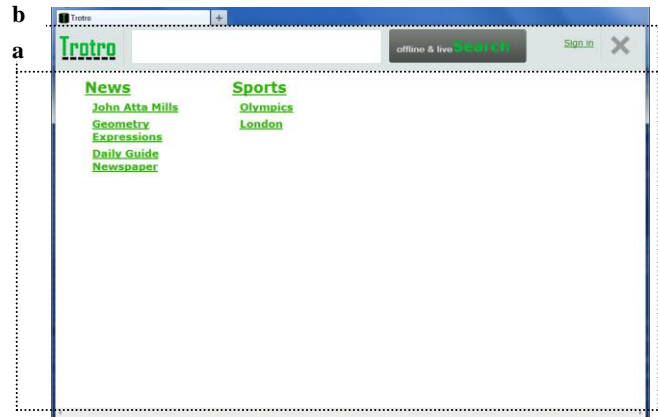 b
Trotro
+
a
Trotro
offline & live Search
Sign in
News
Sports
John Atta Mills
Olympics
Geometry
Expressions
London
Daily Guide
Newspaper